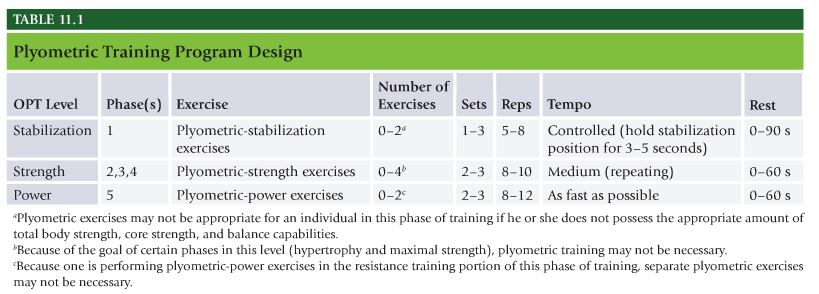 TABLE 11.1
Plyometric Training Program Design
OPT Level Phase(s) Exercise Number of Exercises Sets Reps Tempo Rest
Stabilization 1 Plyometric-stabilization exercises 0–2ᵃ 1–3 5–8 Controlled (hold stabilization position for 3–5 seconds) 0–90 s
Strength 2,3,4 Plyometric-strength exercises 0–4ᵇ 2–3 8–10 Medium (repeating) 0–60 s
Power 5 Plyometric-power exercises 0–2ᶜ 2–3 8–12 As fast as possible 0–60 s
ᵃPlyometric exercises may not be appropriate for an individual in this phase of training if he or she does not possess the appropriate amount of
total body strength, core strength, and balance capabilities.
ᵇBecause of the goal of certain phases in this level (hypertrophy and maximal strength), plyometric training may not be necessary.
ᶜBecause one is performing plyometric-power exercises in the resistance training portion of this phase of training, separate plyometric exercises
may not be necessary.